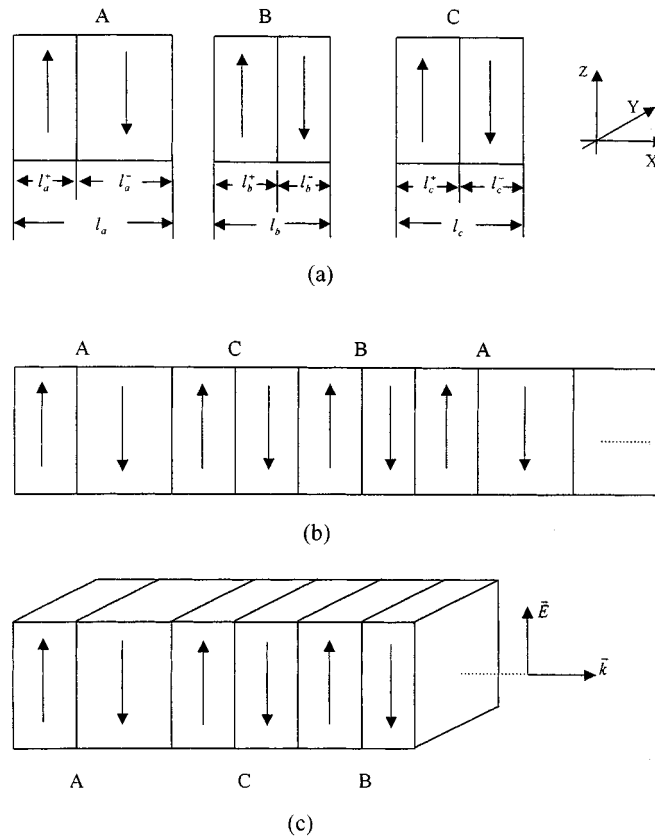 A B C
Z
Y
X
l_a^+ l_a^- l_b^+ l_b^- l_c^+ l_c^-
l_a l_b l_c
(a)
A C B A
(b)
E⃗
k⃗
A C B
(c)